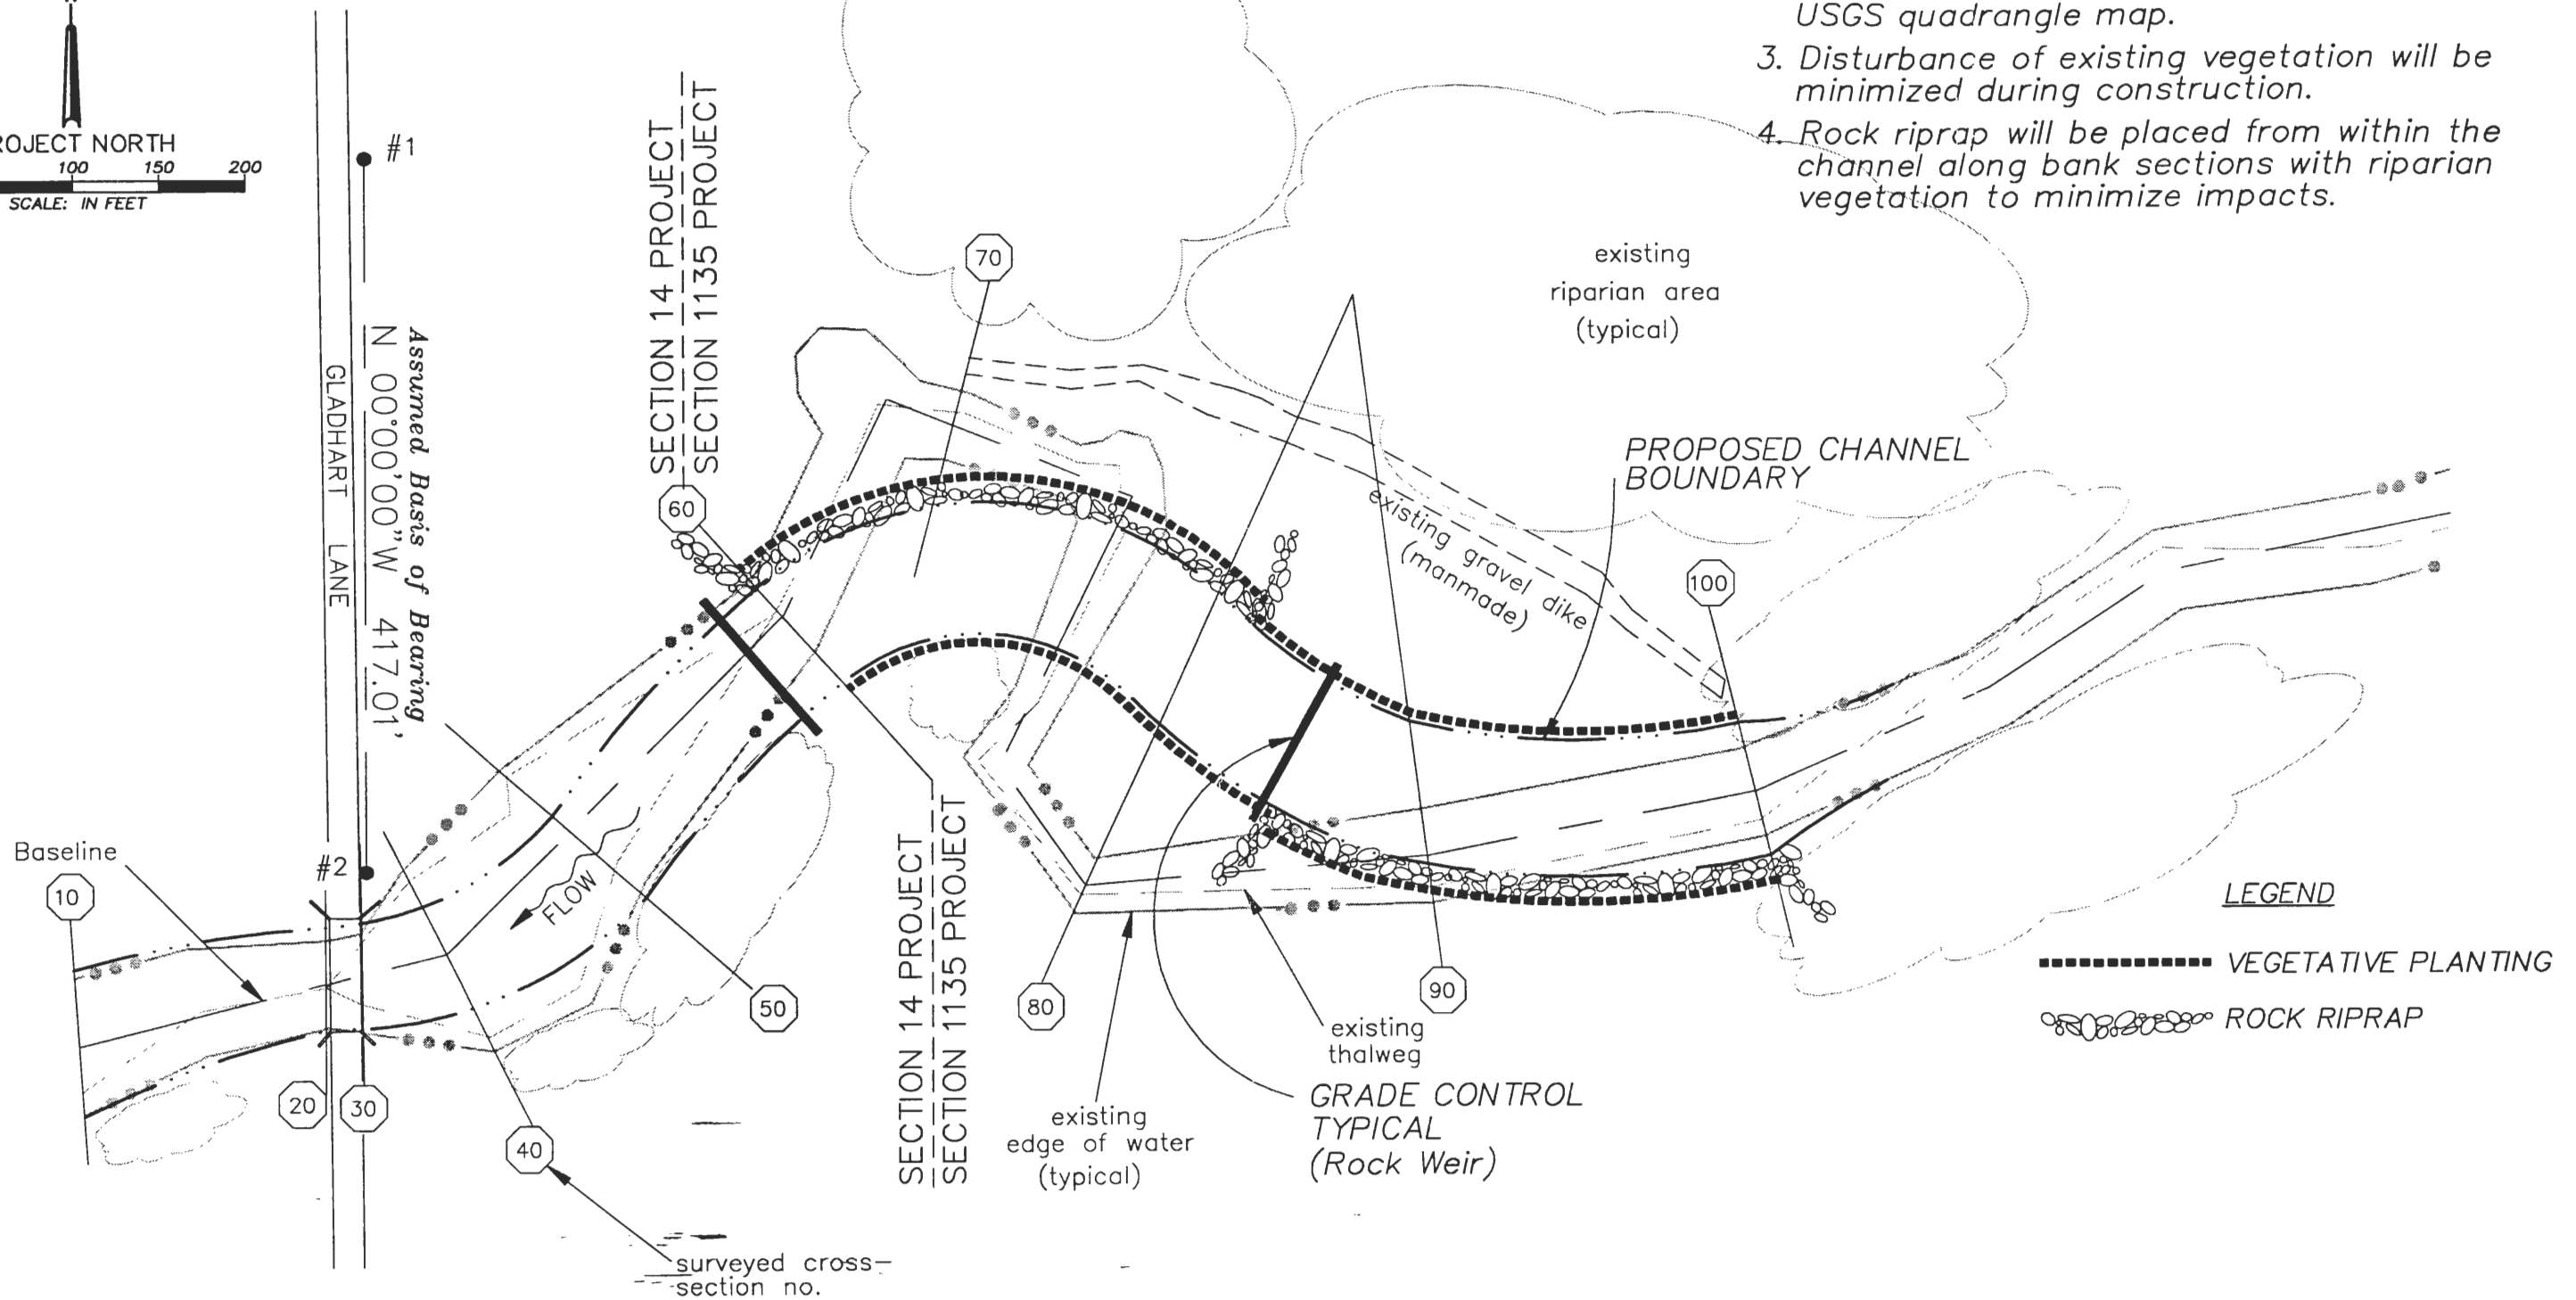 USGS quadrangle map.
3. Disturbance of existing vegetation will be
minimized during construction.
4. Rock riprap will be placed from within the
channel along bank sections with riparian
vegetation to minimize impacts.
ROJECT NORTH
100 150 200
SCALE: IN FEET
#1
SECTION 14 PROJECT
SECTION 1135 PROJECT
70
existing
riparian area
(typical)
GLADHART LANE
N 00°00'00"W 417.01'
Assumed Basis of Bearing
PROPOSED CHANNEL
BOUNDARY
60
existing gravel dike
(manmade)
100
Baseline
#2
10
FLOW
50
SECTION 14 PROJECT
SECTION 1135 PROJECT
80
90
LEGEND
VEGETATIVE PLANTING
ROCK RIPRAP
existing
thalweg
20
30
40
existing
edge of water
(typical)
GRADE CONTROL
TYPICAL
(Rock Weir)
surveyed cross-
section no.